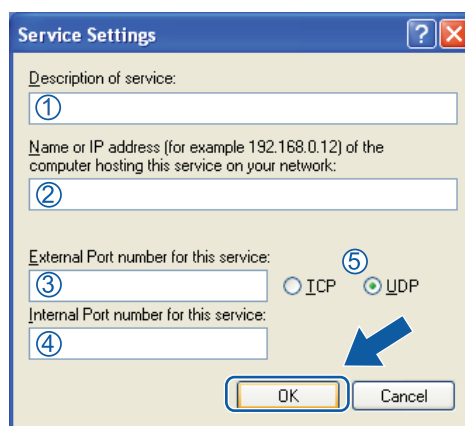 Service Settings
?
Description of service:
①
Name or IP address (for example 192.168.0.12) of the
computer hosting this service on your network:
②
External Port number for this service:
③
TCP
⑤
UDP
Internal Port number for this service:
④
OK
Cancel